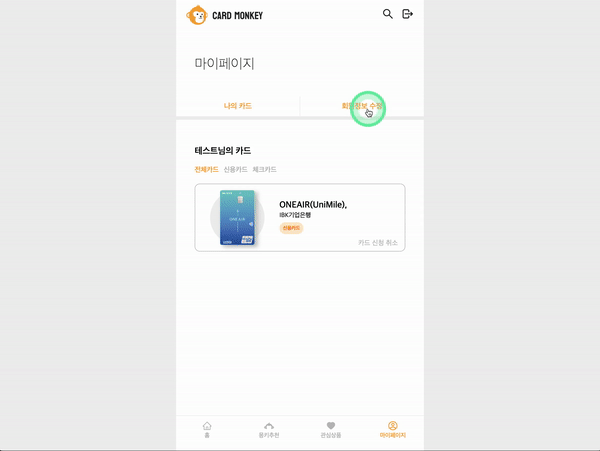 CARD MONKEY
마이페이지
나의 카드
회원정보 수정
테스트님의 카드
전체카드 신용카드 체크카드
ONEAIR(UniMile),
IBK기업은행
신용카드
카드 신청 취소
홈
몽키추천
관심상품
마이페이지